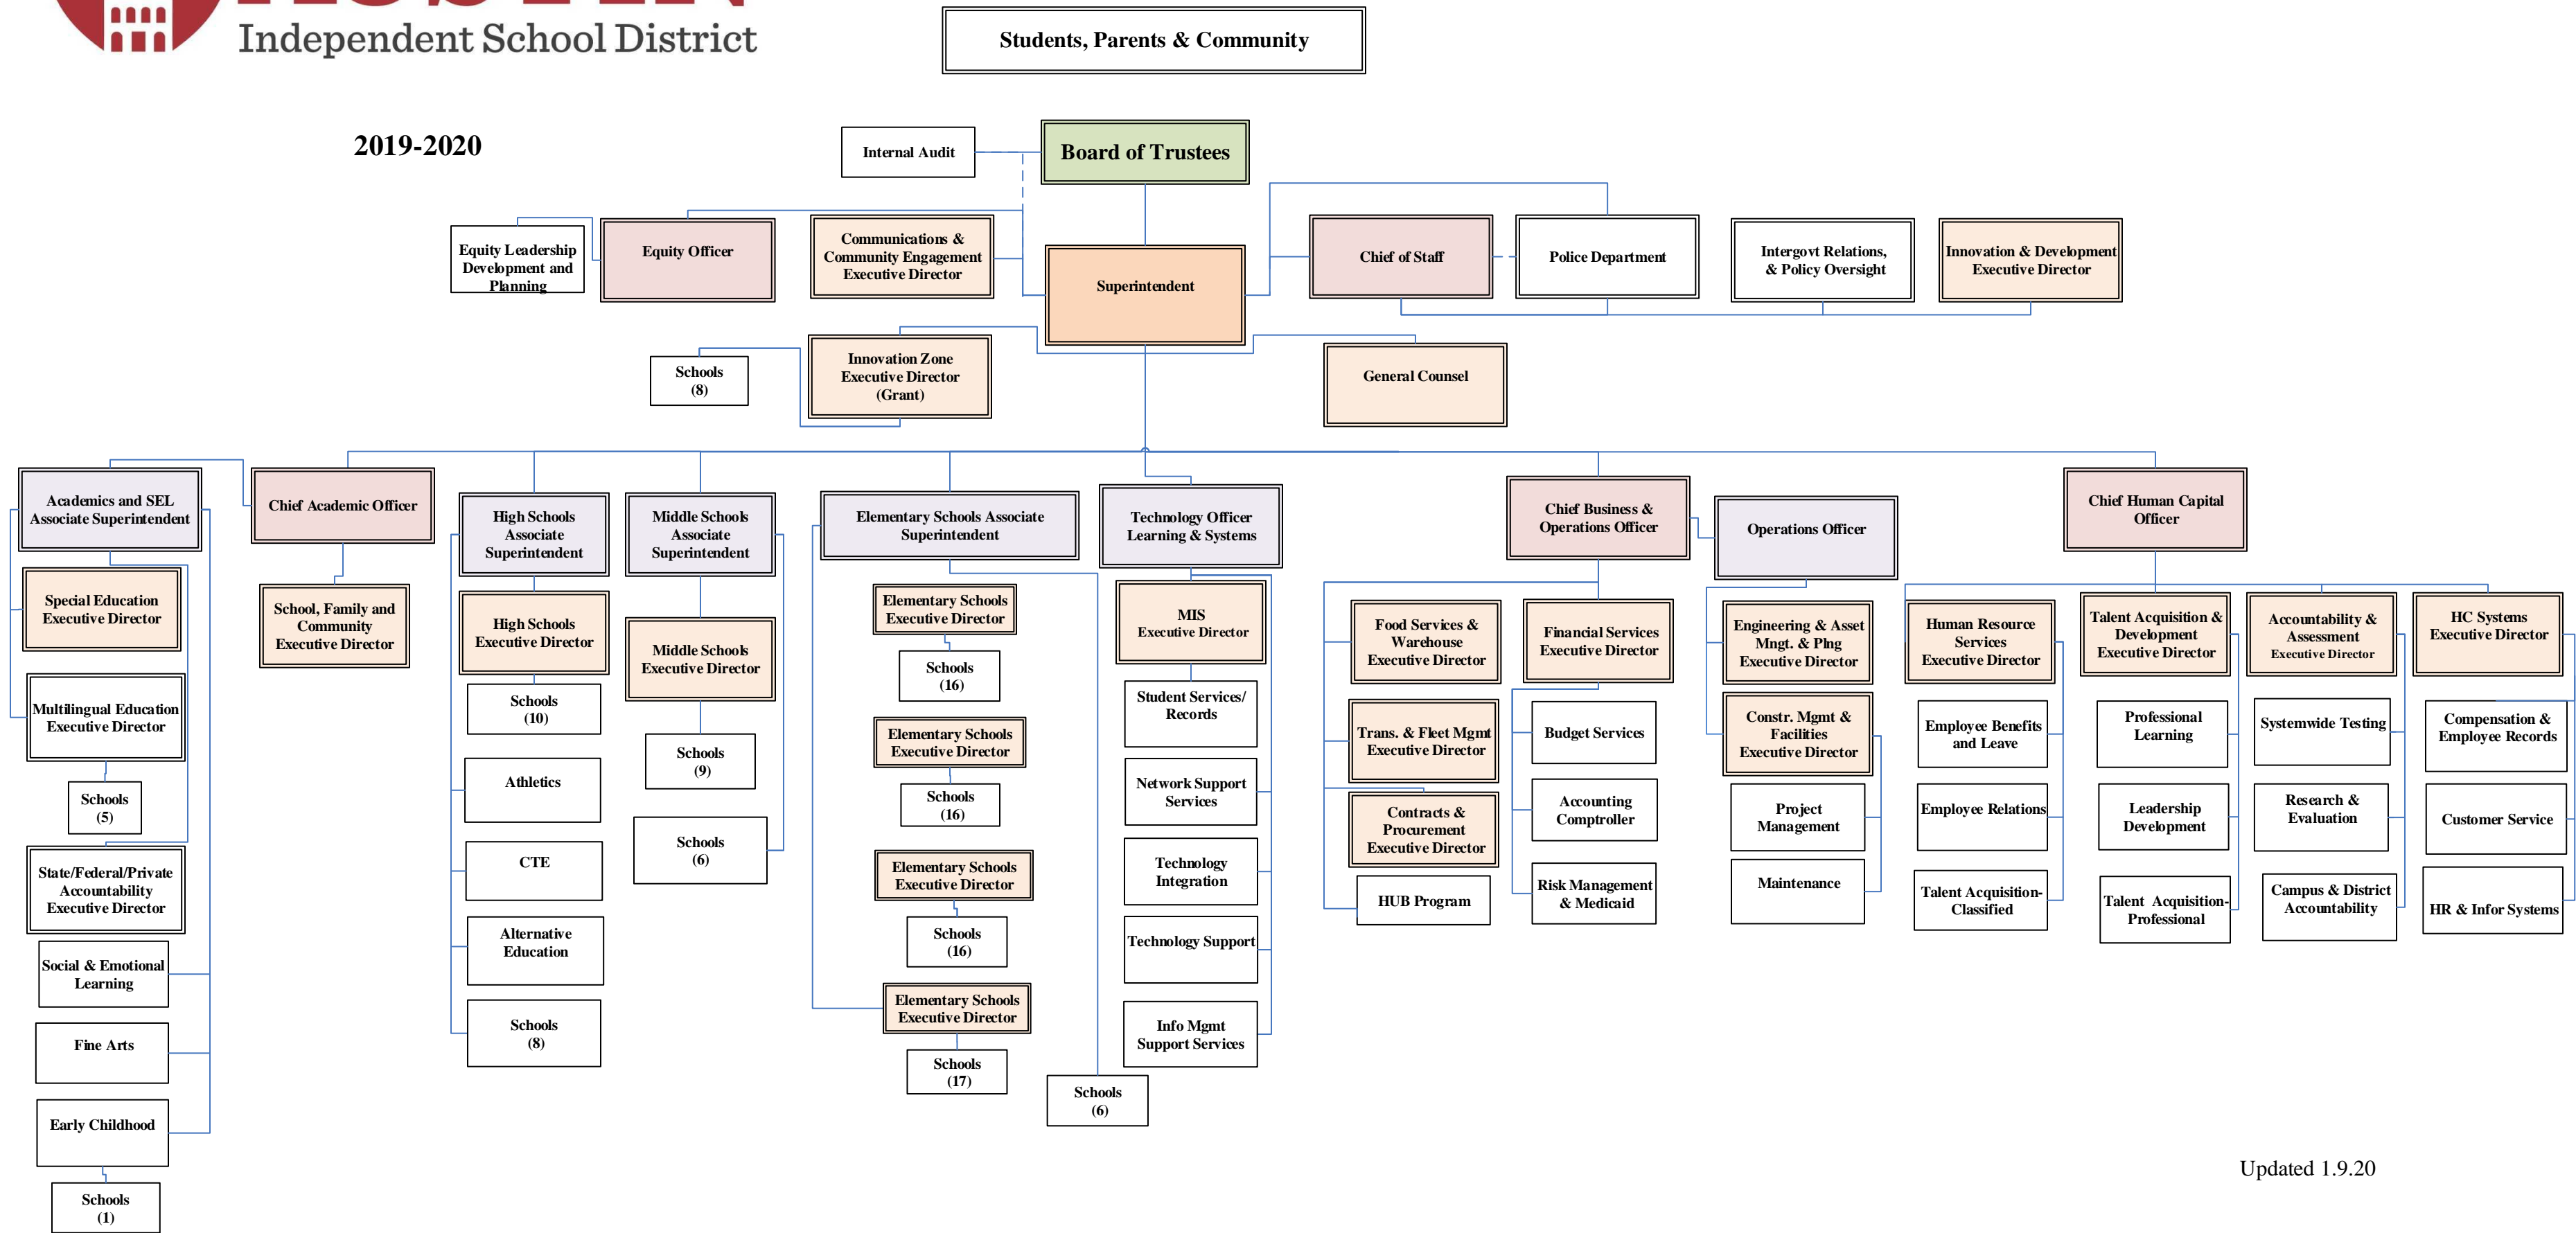 AUSTIN
Independent School District
Students, Parents & Community
2019-2020
Internal Audit
Board of Trustees
Equity Leadership
Development and
Planning
Equity Officer
Communications &
Community Engagement
Executive Director
Superintendent
Chief of Staff
Police Department
Intergovt Relations,
& Policy Oversight
Innovation & Development
Executive Director
Schools
(8)
Innovation Zone
Executive Director
(Grant)
General Counsel
Academics and SEL
Associate Superintendent
Special Education
Executive Director
Multilingual Education
Executive Director
Schools
(5)
State/Federal/Private
Accountability
Executive Director
Social & Emotional
Learning
Fine Arts
Early Childhood
Schools
(1)
Chief Academic Officer
School, Family and
Community
Executive Director
High Schools
Associate
Superintendent
High Schools
Executive Director
Schools
(10)
Athletics
CTE
Alternative
Education
Schools
(8)
Middle Schools
Associate
Superintendent
Middle Schools
Executive Director
Schools
(9)
Schools
(6)
Elementary Schools Associate
Superintendent
Elementary Schools
Executive Director
Schools
(16)
Elementary Schools
Executive Director
Schools
(16)
Elementary Schools
Executive Director
Schools
(16)
Elementary Schools
Executive Director
Schools
(17)
Schools
(6)
Technology Officer
Learning & Systems
MIS
Executive Director
Student Services/
Records
Network Support
Services
Technology
Integration
Technology Support
Info Mgmt
Support Services
Chief Business &
Operations Officer
Food Services &
Warehouse
Executive Director
Trans. & Fleet Mgmt
Executive Director
Contracts &
Procurement
Executive Director
HUB Program
Financial Services
Executive Director
Budget Services
Accounting
Comptroller
Risk Management
& Medicaid
Operations Officer
Engineering & Asset
Mngt. & Plng
Executive Director
Constr. Mgmt &
Facilities
Executive Director
Project
Management
Maintenance
Chief Human Capital
Officer
Human Resource
Services
Executive Director
Employee Benefits
and Leave
Employee Relations
Talent Acquisition-
Classified
Talent Acquisition &
Development
Executive Director
Professional
Learning
Leadership
Development
Talent Acquisition-
Professional
Accountability &
Assessment
Executive Director
Systemwide Testing
Research &
Evaluation
Campus & District
Accountability
HC Systems
Executive Director
Compensation &
Employee Records
Customer Service
HR & Infor Systems
Updated 1.9.20